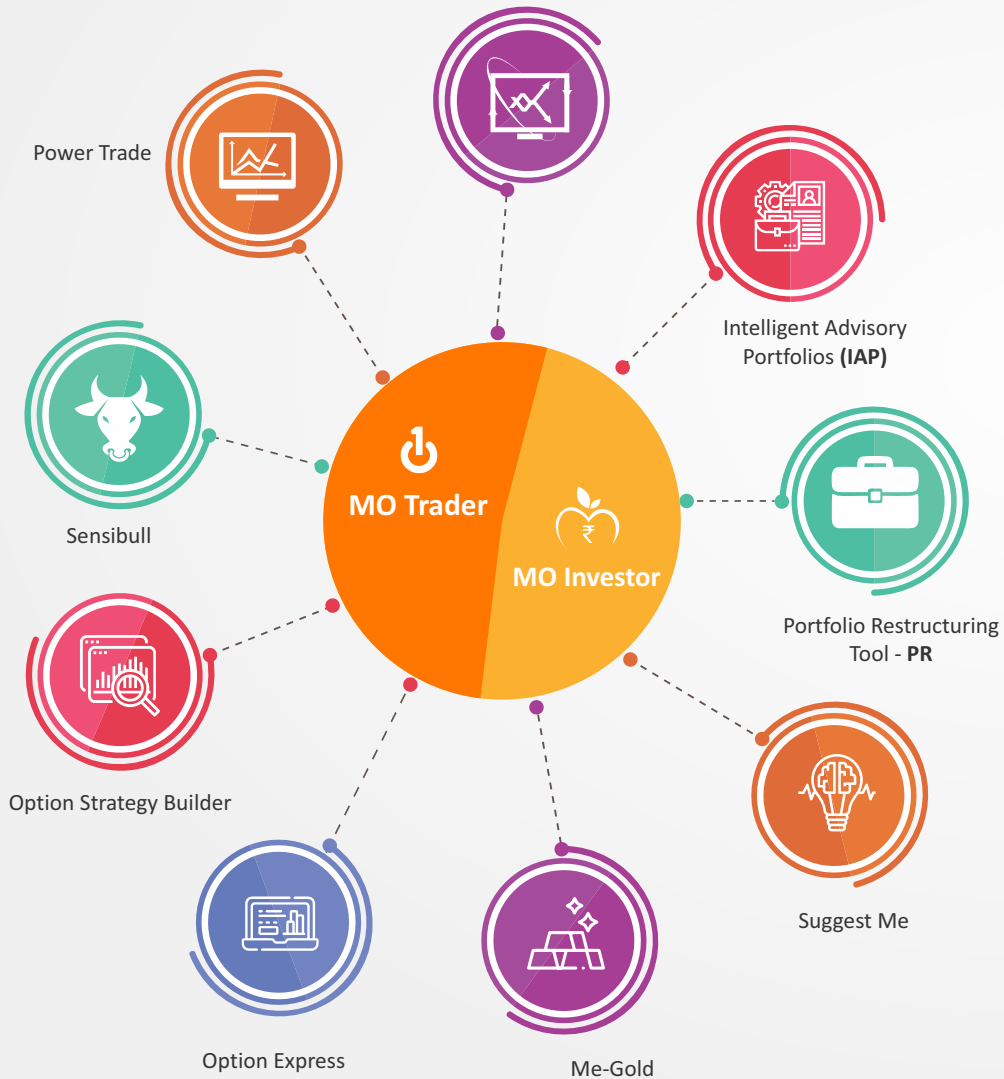 Power Trade
Intelligent Advisory
Portfolios (IAP)
MO Trader
₹
MO Investor
Sensibull
Portfolio Restructuring
Tool - PR
Option Strategy Builder
Suggest Me
Option Express
Me-Gold